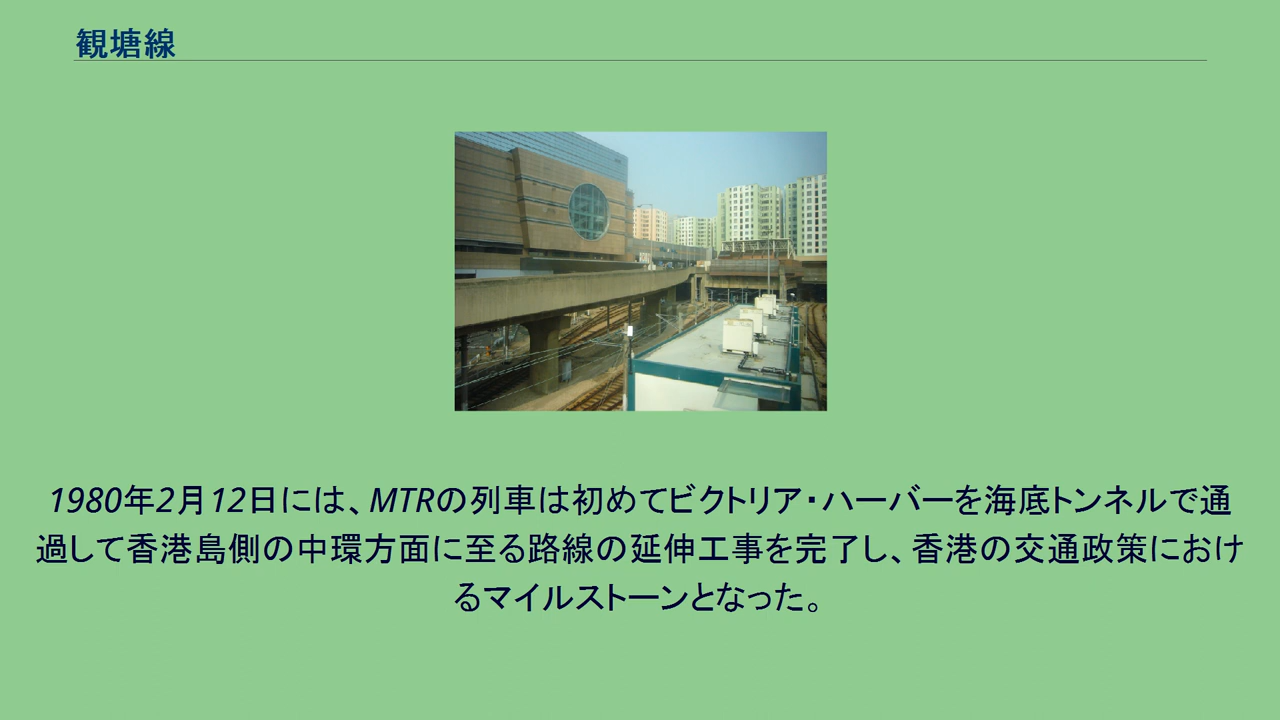 観塘線
1980年2月12日には、MTRの列車は初めてビクトリア・ハーバーを海底トンネルで通
過して香港島側の中環方面に至る路線の延伸工事を完了し、香港の交通政策におけ
るマイルストーンとなった。